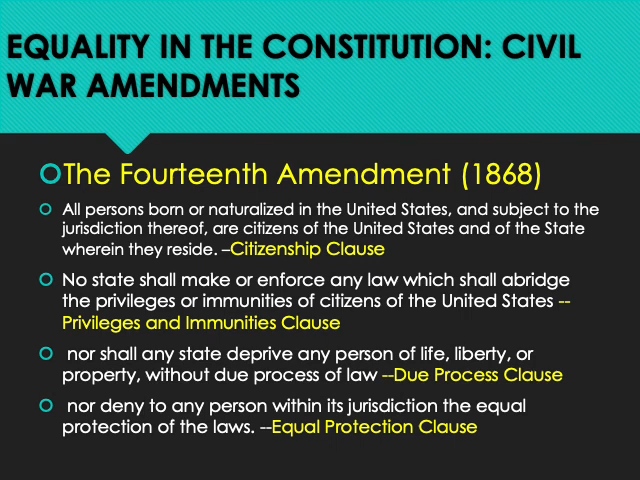 EQUALITY IN THE CONSTITUTION: CIVIL
WAR AMENDMENTS
The Fourteenth Amendment (1868)
All persons born or naturalized in the United States, and subject to the
jurisdiction thereof, are citizens of the United States and of the State
wherein they reside. –Citizenship Clause
No state shall make or enforce any law which shall abridge
the privileges or immunities of citizens of the United States --
Privileges and Immunities Clause
nor shall any state deprive any person of life, liberty, or
property, without due process of law --Due Process Clause
nor deny to any person within its jurisdiction the equal
protection of the laws. --Equal Protection Clause